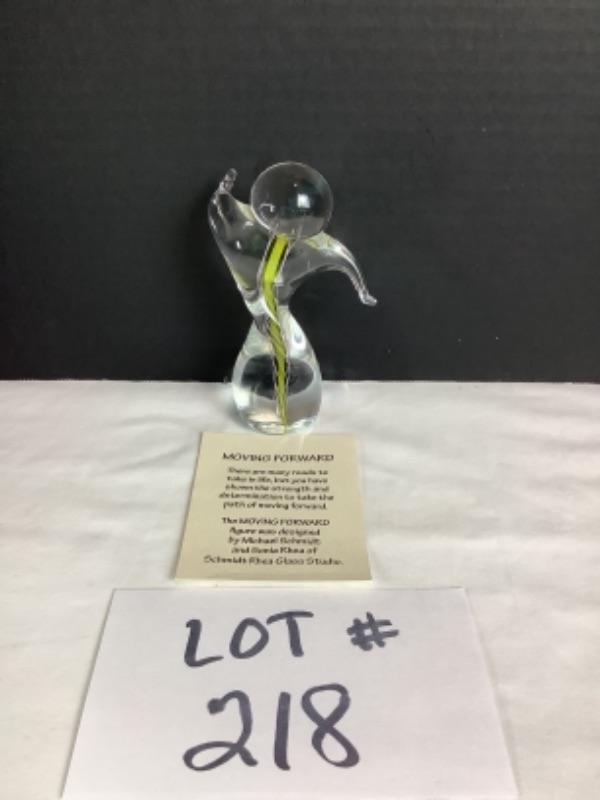 MOVING FORWARD
There are many roads to
take in life, but you have
shown the strength and
determination to take the
path of moving forward.
The MOVING FORWARD
figure was designed
by Michael Schmidt
and Sonia Rhea of
Schmidt Rhea Glass Studio.
LOT #
218